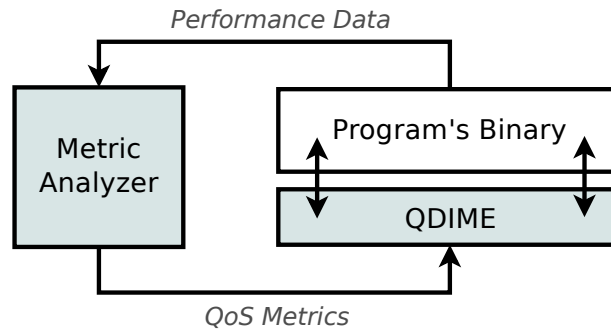 Performance Data
Metric
Analyzer
Program's Binary
QDIME
QoS Metrics